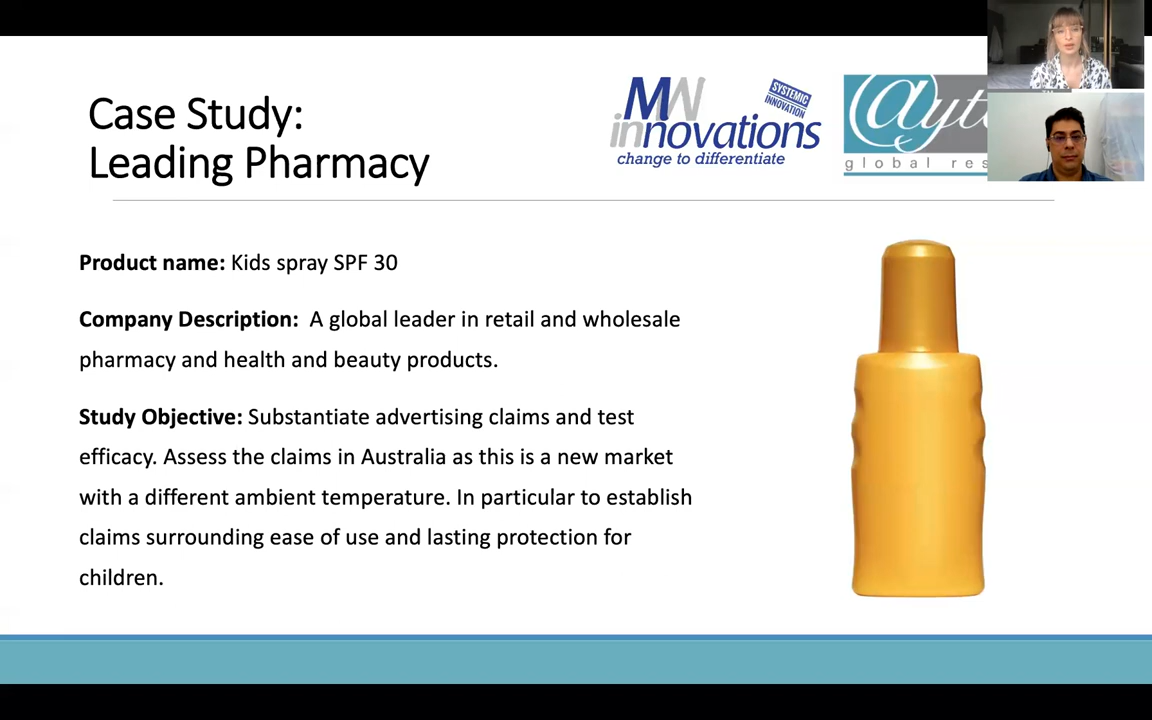 Case Study:
Leading Pharmacy
MW
innovations
change to differentiate
SYSTEMIC
INNOVATION
global
Product name: Kids spray SPF 30
Company Description: A global leader in retail and wholesale
pharmacy and health and beauty products.
Study Objective: Substantiate advertising claims and test
efficacy. Assess the claims in Australia as this is a new market
with a different ambient temperature. In particular to establish
claims surrounding ease of use and lasting protection for
children.